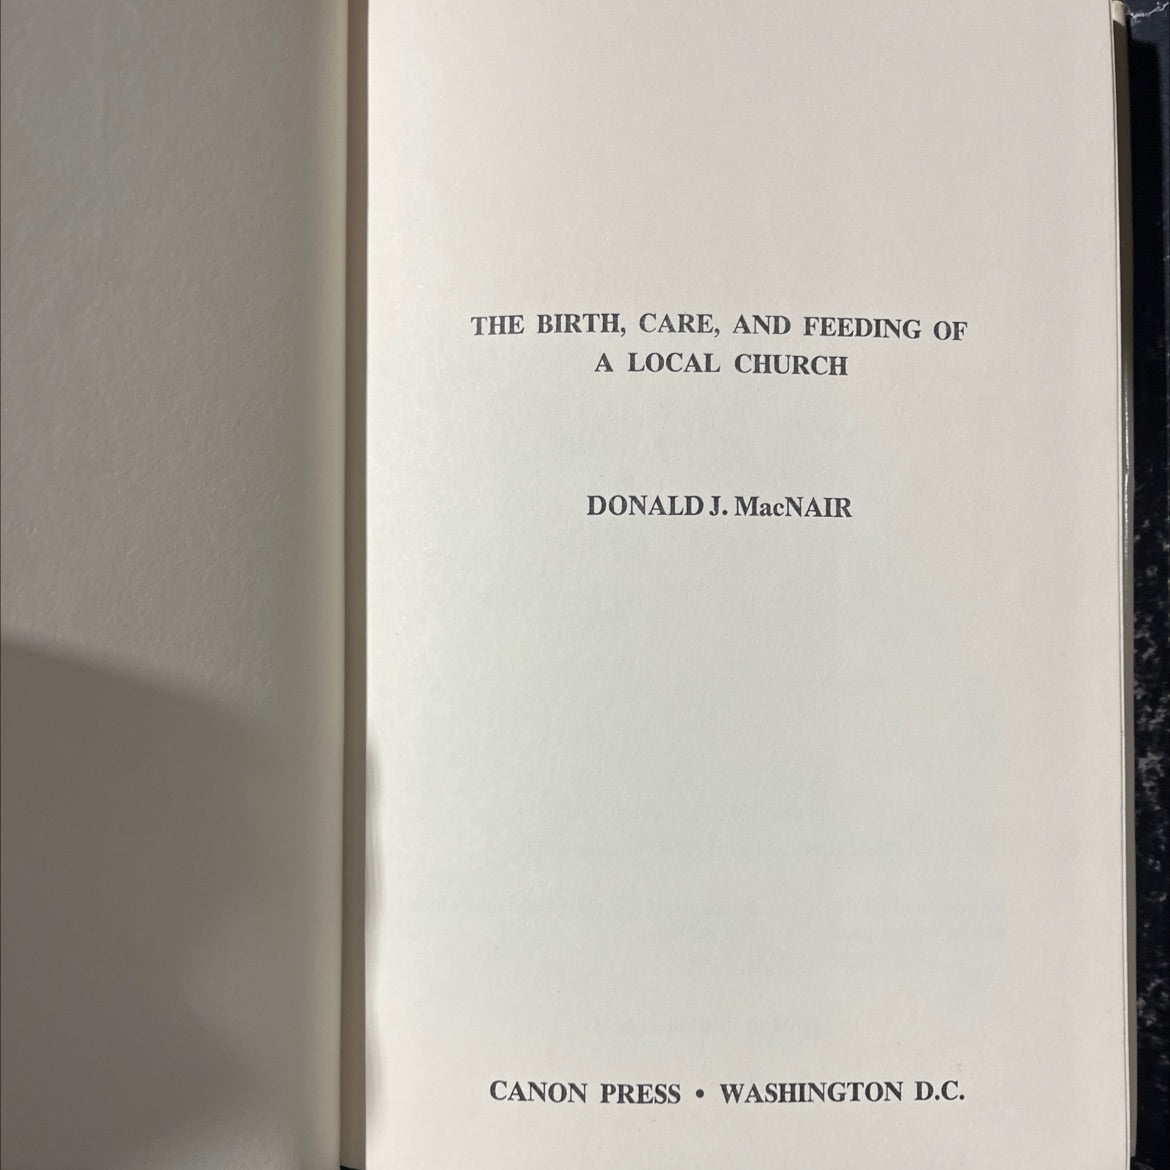 THE BIRTH, CARE, AND FEEDING OF
A LOCAL CHURCH
DONALD J. MacNAIR
CANON PRESS • WASHINGTON D.C.